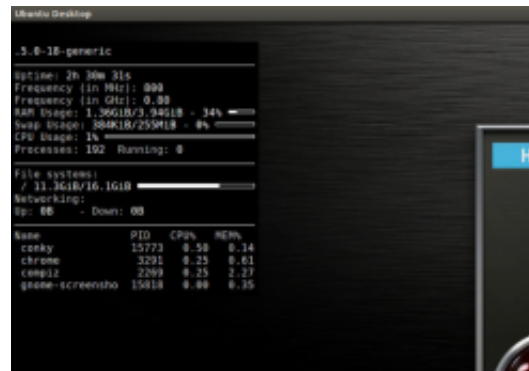 Ubuntu Desktop
.5.0-18-generic
Uptime: 2h 30m 31s
Frequency (in MHz): 800
Frequency (in GHz): 0.80
RAM Usage: 1.36GiB/3.94GiB - 34%
Swap Usage: 384KiB/255MiB - 0%
CPU Usage: 1%
Processes: 192 Running: 0
File systems:
/ 11.3GiB/16.1GiB
Networking:
Up: 0B - Down: 0B
Name PID CPU% MEM%
conky 15773 0.50 0.14
chrome 3291 0.25 0.61
compiz 2269 0.25 2.27
gnome-screensho 15818 0.00 0.35
H